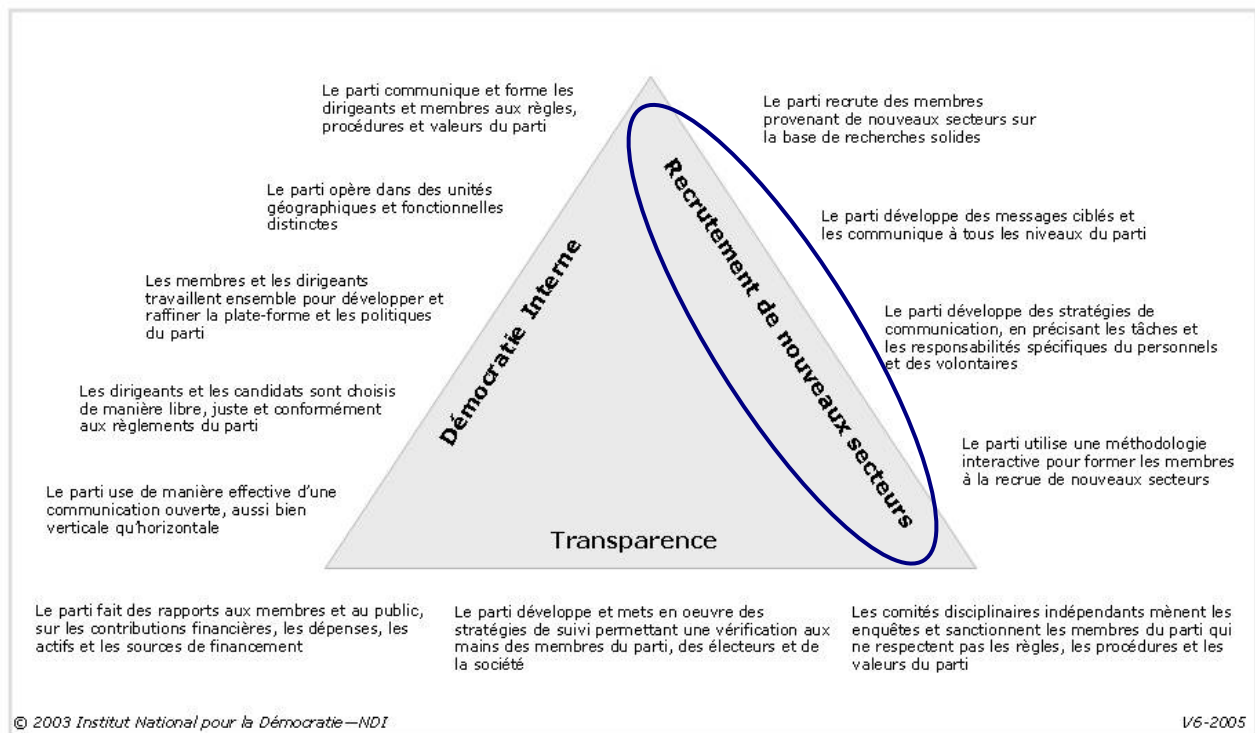 Le parti communique et forme les
dirigeants et membres aux règles,
procédures et valeurs du parti
Le parti opère dans des unités
géographiques et fonctionnelles
distinctes
Les membres et les dirigeants
travaillent ensemble pour développer et
raffiner la plate-forme et les politiques
du parti
Les dirigeants et les candidats sont choisis
de manière libre, juste et conformément
aux règlements du parti
Le parti use de manière effective d'une
communication ouverte, aussi bien
verticale qu'horizontale
Démocratie Interne
Recrutement de nouveaux secteurs
Transparence
Le parti recrute des membres
provenant de nouveaux secteurs sur
la base de recherches solides
Le parti développe des messages ciblés et
les communique à tous les niveaux du parti
Le parti développe des stratégies de
communication, en précisant les tâches et
les responsabilités spécifiques du personnels
et des volontaires
Le parti utilise une méthodologie
interactive pour former les membres
à la recrue de nouveaux secteurs
Le parti fait des rapports aux membres et au public,
sur les contributions financières, les dépenses, les
actifs et les sources de financement
Le parti développe et mets en oeuvre des
stratégies de suivi permettant une vérification aux
mains des membres du parti, des électeurs et de
la société
Les comités disciplinaires indépendants mènent les
enquêtes et sanctionnent les membres du parti qui
ne respectent pas les règles, les procédures et les
valeurs du parti
© 2003 Institut National pour la Démocratie—NDI
V6-2005